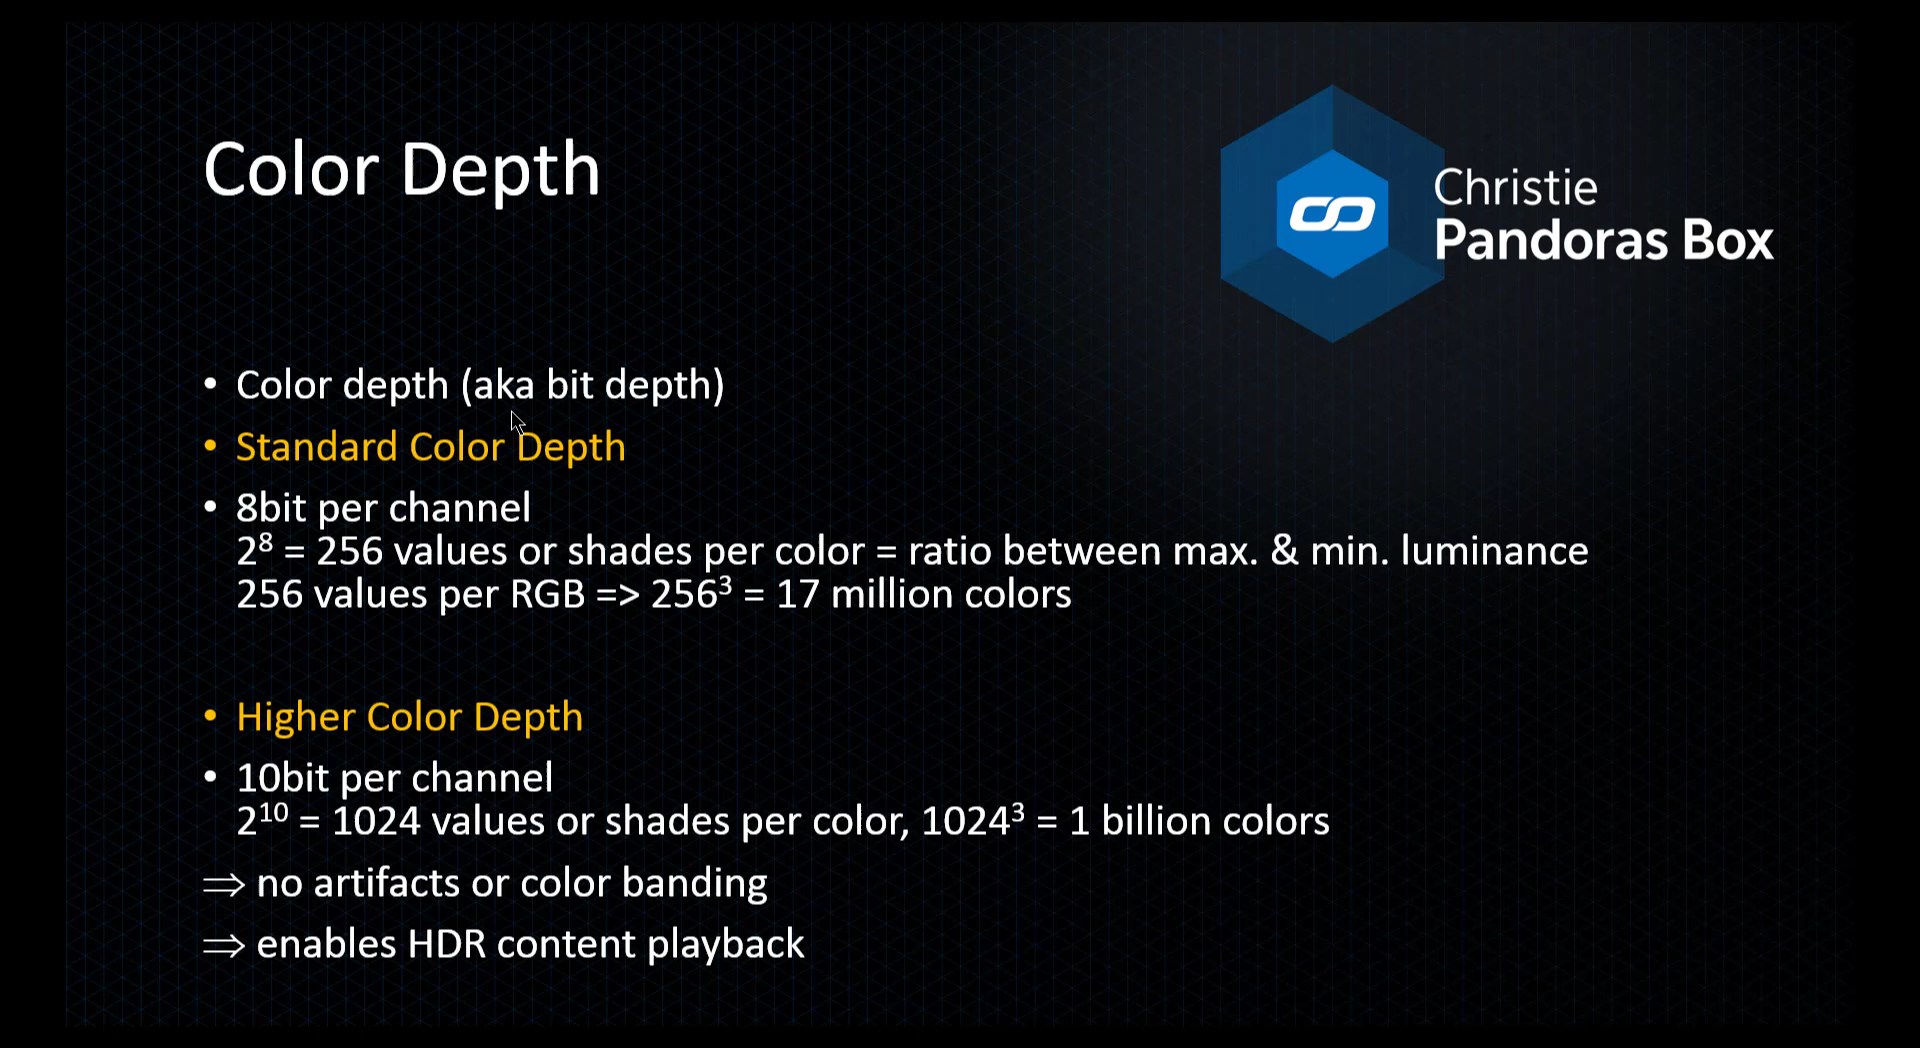 Color Depth
Christie
Pandoras Box
• Color depth (aka bit depth)
• Standard Color Depth
• 8bit per channel
2⁸ = 256 values or shades per color = ratio between max. & min. luminance
256 values per RGB => 256³ = 17 million colors
• Higher Color Depth
• 10bit per channel
2¹⁰ = 1024 values or shades per color, 1024³ = 1 billion colors
⇒ no artifacts or color banding
⇒ enables HDR content playback